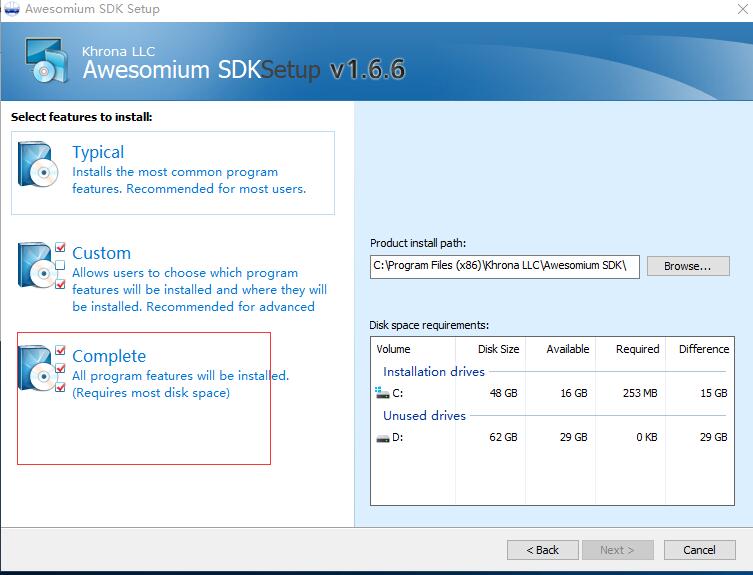 Awesomium SDK Setup
Khrona LLC
Awesomium SDKSetup v1.6.6
Select features to install:
Typical
Installs the most common program
features. Recommended for most users.
Custom
Allows users to choose which program
features will be installed and where they will
be installed. Recommended for advanced
Complete
All program features will be installed.
(Requires most disk space)
Product install path:
C:\Program Files (x86)\Khrona LLC\Awesomium SDK\
Browse...
Disk space requirements:
Volume Disk Size Available Required Difference
Installation drives
C: 48 GB 16 GB 253 MB 15 GB
Unused drives
D: 62 GB 29 GB 0 KB 29 GB
< Back Next > Cancel